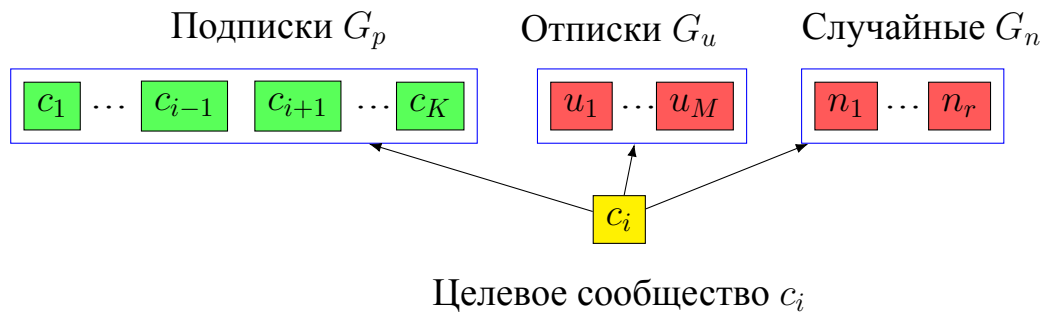 Подписки G_p Отписки G_u Случайные G_n
c_1 ... c_{i-1} c_{i+1} ... c_K u_1 ... u_M n_1 ... n_r
c_i
Целевое сообщество c_i